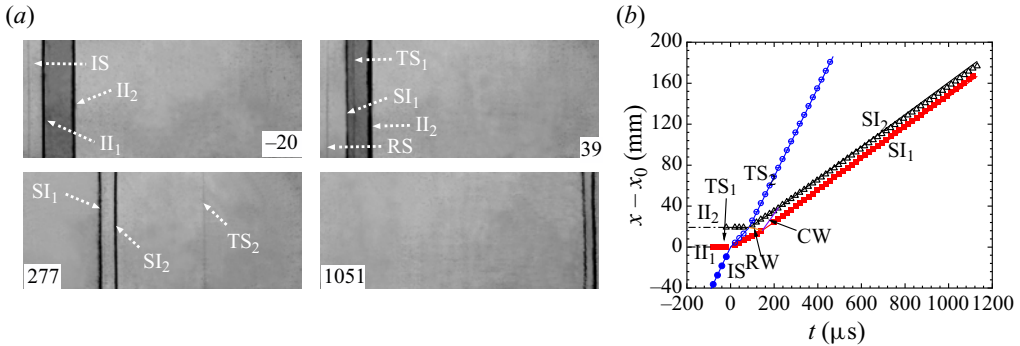 (a)
IS
II2
II1
–20
TS1
SI1
II2
RS
39
SI1
SI2
TS2
277
1051
(b)
200
160
120
80
40
0
–40
x – x0 (mm)
–200 0 200 400 600 800 1000 1200
t (μs)
SI2
SI1
TS2
TS1
II2
II1
CW
RW
IS